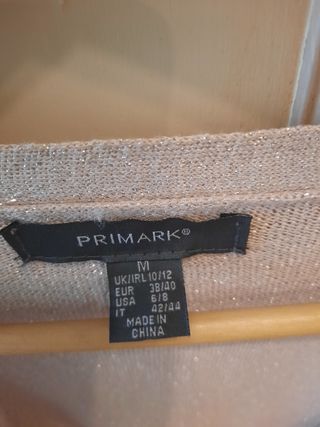 PRIMARK®
M
UK/IRL 10/12
EUR 38/40
USA 6/8
IT 42/44
MADE IN
CHINA